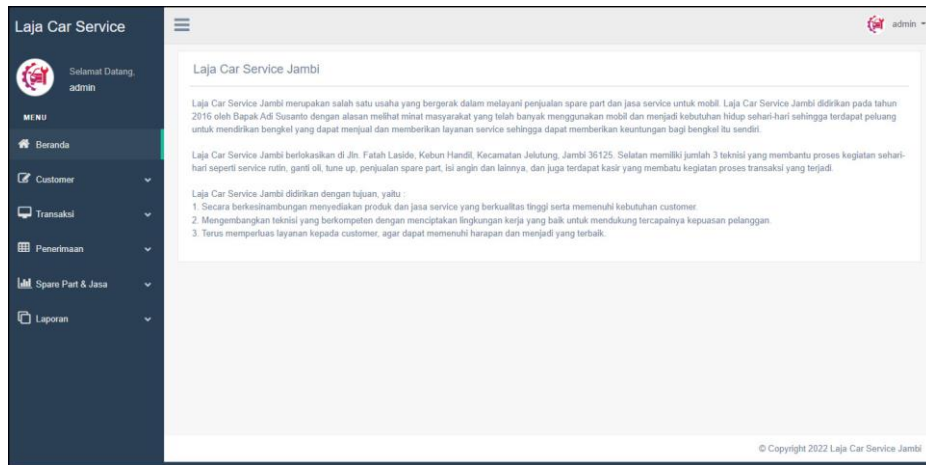 Laja Car Service
admin
Selamat Datang,
admin
MENU
Beranda
Customer
Transaksi
Penerimaan
Spare Part & Jasa
Laporan
Laja Car Service Jambi
Laja Car Service Jambi merupakan salah satu usaha yang bergerak dalam melayani penjualan spare part dan jasa service untuk mobil. Laja Car Service Jambi didirikan pada tahun
2016 oleh Bapak Adi Susanto dengan alasan melihat minat masyarakat yang telah banyak menggunakan mobil dan menjadi kebutuhan hidup sehari-hari sehingga terdapat peluang
untuk mendirikan bengkel yang dapat menjual dan memberikan layanan service sehingga dapat memberikan keuntungan bagi bengkel itu sendiri.
Laja Car Service Jambi berlokasikan di Jln. Fatah Laside, Kebun Handil, Kecamatan Jelutung, Jambi 36125. Selatan memiliki jumlah 3 teknisi yang membantu proses kegiatan sehari-
hari seperti service rutin, ganti oli, tune up, penjualan spare part, isi angin dan lainnya, dan juga terdapat kasir yang membatu kegiatan proses transaksi yang terjadi.
Laja Car Service Jambi didirikan dengan tujuan, yaitu :
1. Secara berkesinambungan menyediakan produk dan jasa service yang berkualitas tinggi serta memenuhi kebutuhan customer.
2. Mengembangkan teknisi yang berkompeten dengan menciptakan lingkungan kerja yang baik untuk mendukung tercapainya kepuasan pelanggan.
3. Terus memperluas layanan kepada customer, agar dapat memenuhi harapan dan menjadi yang terbaik.
© Copyright 2022 Laja Car Service Jambi